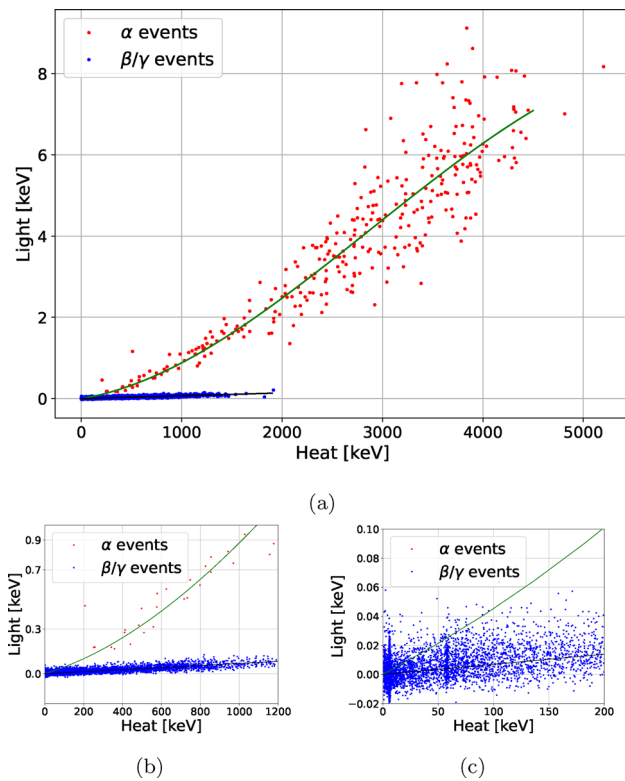 α events
β/γ events
8
6
4
2
0
Light [keV]
0 1000 2000 3000 4000 5000
Heat [keV]
(a)
α events
β/γ events
0.9
0.7
0.3
0.0
Light [keV]
0 200 400 600 800 1000 1200
Heat [keV]
(b)
α events
β/γ events
0.10
0.08
0.06
0.04
0.02
0.00
−0.02
Light [keV]
0 50 100 150 200
Heat [keV]
(c)